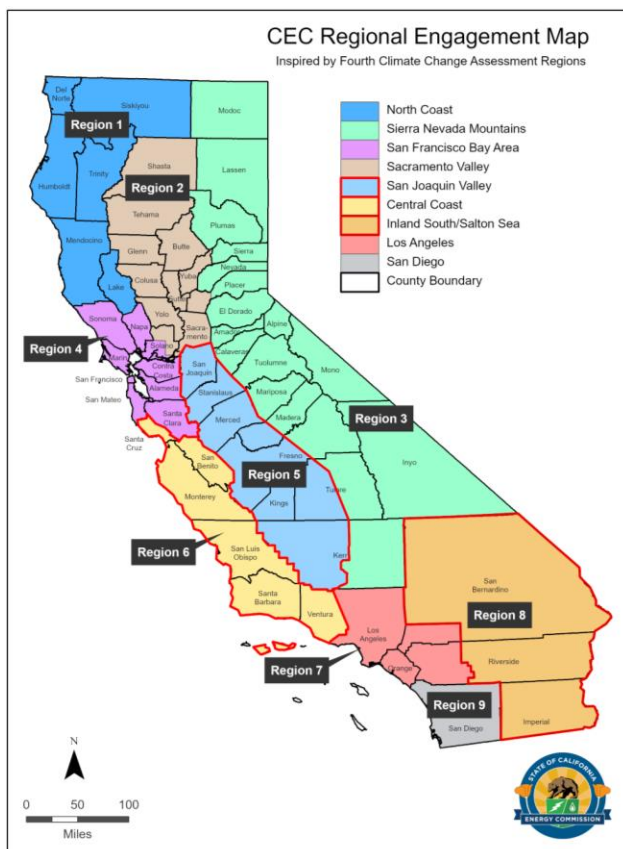 CEC Regional Engagement Map
Inspired by Fourth Climate Change Assessment Regions
North Coast
Sierra Nevada Mountains
San Francisco Bay Area
Sacramento Valley
San Joaquin Valley
Central Coast
Inland South/Salton Sea
Los Angeles
San Diego
County Boundary
Del
Norte
Siskiyou
Modoc
Region 1
Shasta
Lassen
Trinity
Humboldt
Region 2
Tehama
Plumas
Mendocino
Glenn
Butte
Sierra
Nevada
Lake
Colusa
Yuba
Sutter
Placer
Sonoma
Napa
Yolo
El Dorado
Sacra-
mento
Alpine
Amador
Solano
Region 4
Marin
Calaveras
Contra
Costa
San
Joaquin
Tuolumne
Mono
San Francisco
Alameda
Stanislaus
Mariposa
San Mateo
Santa
Clara
Merced
Madera
Region 3
Santa
Cruz
San
Benito
Fresno
Inyo
Region 5
Monterey
Tulare
Kings
Region 6
San Luis
Obispo
Kern
San
Bernardino
Santa
Barbara
Ventura
Region 8
Los
Angeles
Region 7
Orange
Riverside
Region 9
San Diego
Imperial
N
0 50 100
Miles
STATE OF CALIFORNIA
ENERGY COMMISSION